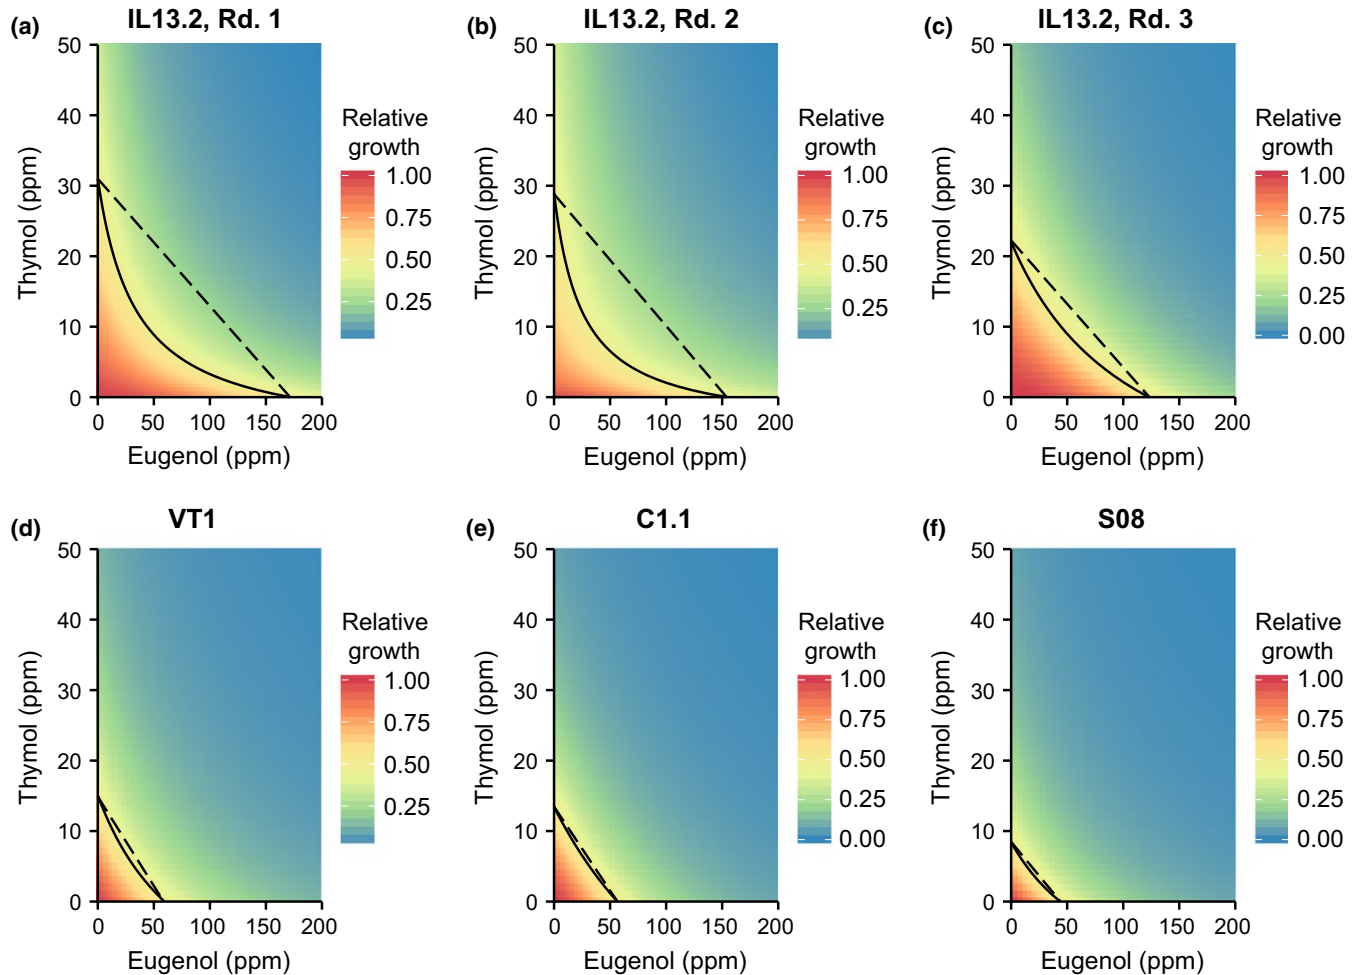 (a) IL13.2, Rd. 1
50
40
30
20
10
0
Thymol (ppm)
0 50 100 150 200
Eugenol (ppm)
Relative
growth
1.00
0.75
0.50
0.25
(b) IL13.2, Rd. 2
50
40
30
20
10
0
Thymol (ppm)
0 50 100 150 200
Eugenol (ppm)
Relative
growth
1.00
0.75
0.50
0.25
(c) IL13.2, Rd. 3
50
40
30
20
10
0
Thymol (ppm)
0 50 100 150 200
Eugenol (ppm)
Relative
growth
1.00
0.75
0.50
0.25
0.00
(d) VT1
50
40
30
20
10
0
Thymol (ppm)
0 50 100 150 200
Eugenol (ppm)
Relative
growth
1.00
0.75
0.50
0.25
(e) C1.1
50
40
30
20
10
0
Thymol (ppm)
0 50 100 150 200
Eugenol (ppm)
Relative
growth
1.00
0.75
0.50
0.25
0.00
(f) S08
50
40
30
20
10
0
Thymol (ppm)
0 50 100 150 200
Eugenol (ppm)
Relative
growth
1.00
0.75
0.50
0.25
0.00